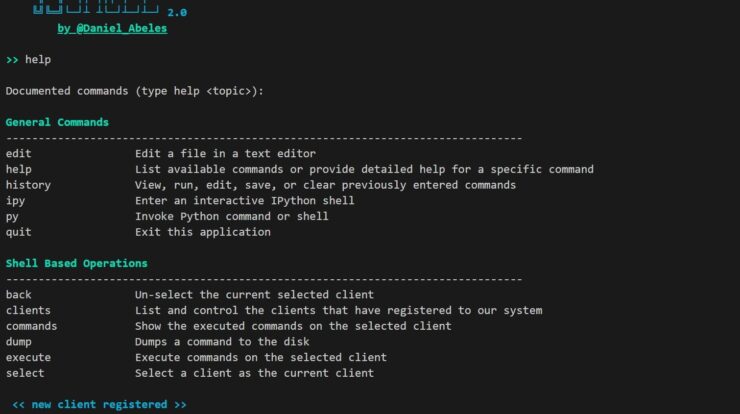 2.0
by @Daniel_Abeles
>> help
Documented commands (type help <topic>):
General Commands
--------------------------------------------------------------------------------
edit Edit a file in a text editor
help List available commands or provide detailed help for a specific command
history View, run, edit, save, or clear previously entered commands
ipy Enter an interactive IPython shell
py Invoke Python command or shell
quit Exit this application
Shell Based Operations
--------------------------------------------------------------------------------
back Un-select the current selected client
clients List and control the clients that have registered to our system
commands Show the executed commands on the selected client
dump Dumps a command to the disk
execute Execute commands on the selected client
select Select a client as the current client
<< new client registered >>